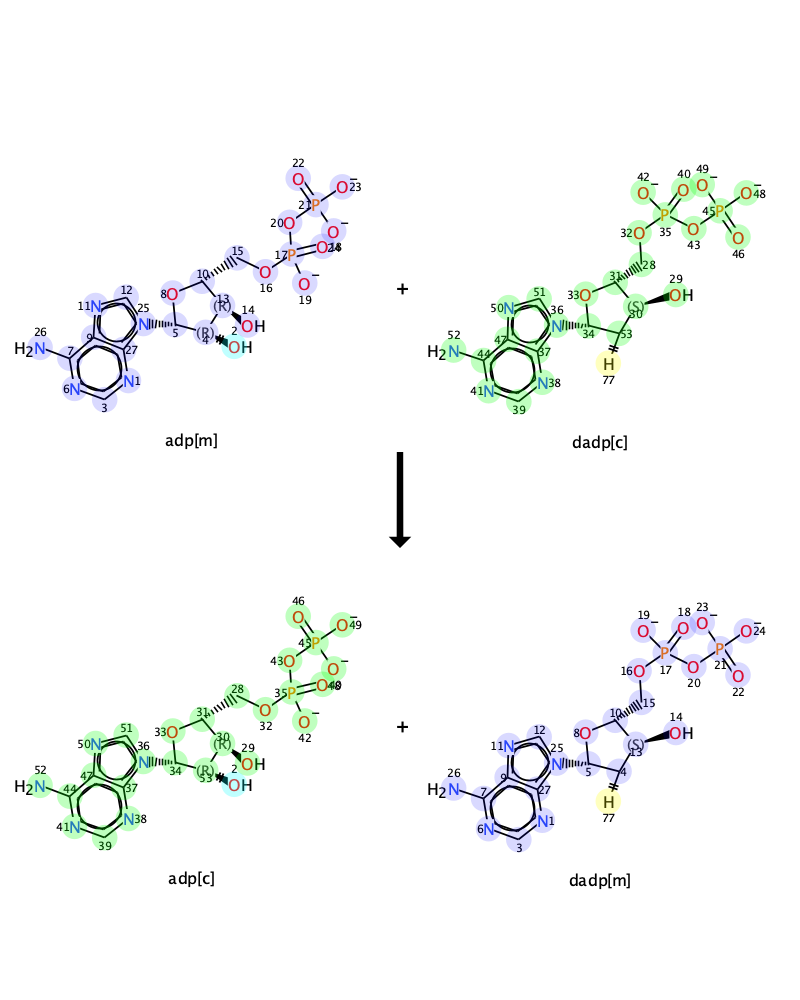 22
O
O− 23
21 P
20 O
O−
17 P
O 18
15
O 16
O− 19
10
8 O
13 (R)
14 OH
12
11 N
25 N
5
(R) 4
2 OH
26
H2N
7
9
27
6 N
N 1
3
adp[m]
+
42 O−
40 O
49 O−
O− 48
P 35
45 P
O 43
O 46
32 O
28
31
33 O
(S) 30
29 OH
51
50 N
36 N
34
53
H 77
52
H2N
44
47
37
41 N
N 38
39
dadp[c]
46
O
O− 49
45 P
43 O
O−
35 P
O
28
O 32
O− 42
31
33 O
30 (R)
29 OH
51
50 N
36 N
34
(R) 53
2 OH
52
H2N
44
47
37
41 N
N 38
39
adp[c]
+
19 O−
18 O
23 O−
O− 24
P 17
21 P
O 20
O 22
16 O
15
10
8 O
(S) 13
14 OH
12
11 N
25 N
5
4
H 77
26
H2N
7
9
27
6 N
N 1
3
dadp[m]